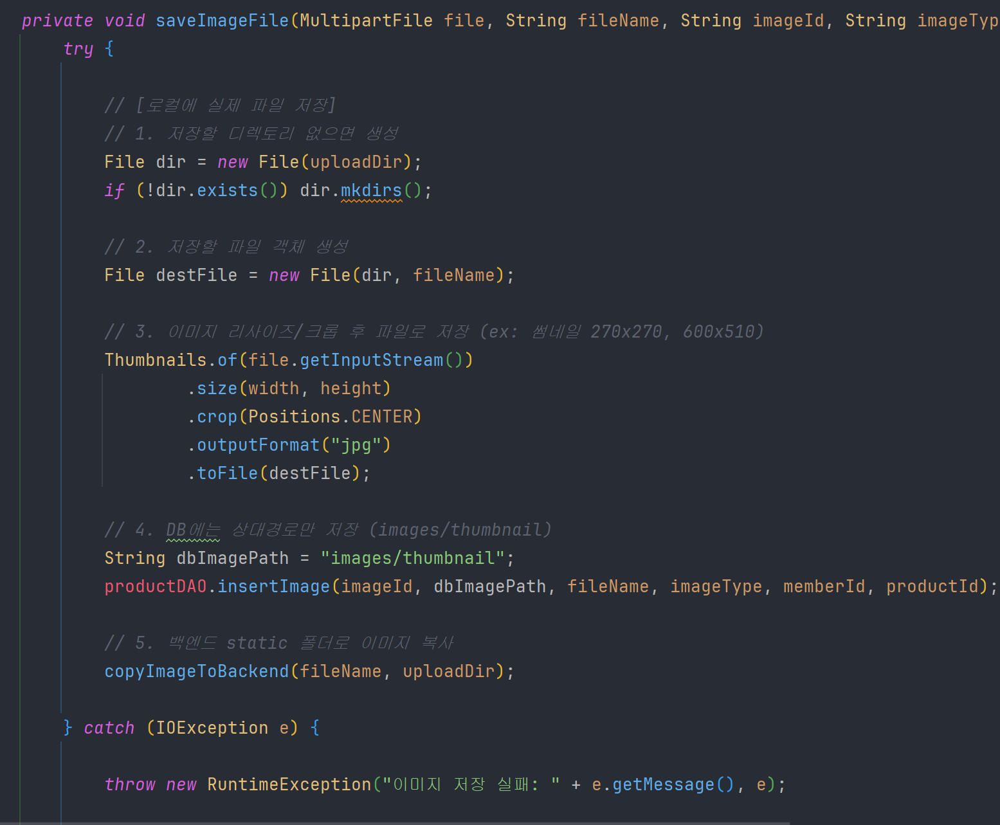 private void saveImageFile(MultipartFile file, String fileName, String imageId, String imageTyp
try {
// [로컬에 실제 파일 저장]
// 1. 저장할 디렉토리 없으면 생성
File dir = new File(uploadDir);
if (!dir.exists()) dir.mkdirs();
// 2. 저장할 파일 객체 생성
File destFile = new File(dir, fileName);
// 3. 이미지 리사이즈/크롭 후 파일로 저장 (ex: 썸네일 270x270, 600x510)
Thumbnails.of(file.getInputStream())
.size(width, height)
.crop(Positions.CENTER)
.outputFormat("jpg")
.toFile(destFile);
// 4. DB에는 상대경로만 저장 (images/thumbnail)
String dbImagePath = "images/thumbnail";
productDAO.insertImage(imageId, dbImagePath, fileName, imageType, memberId, productId);
// 5. 백엔드 static 폴더로 이미지 복사
copyImageToBackend(fileName, uploadDir);
} catch (IOException e) {
throw new RuntimeException("이미지 저장 실패: " + e.getMessage(), e);